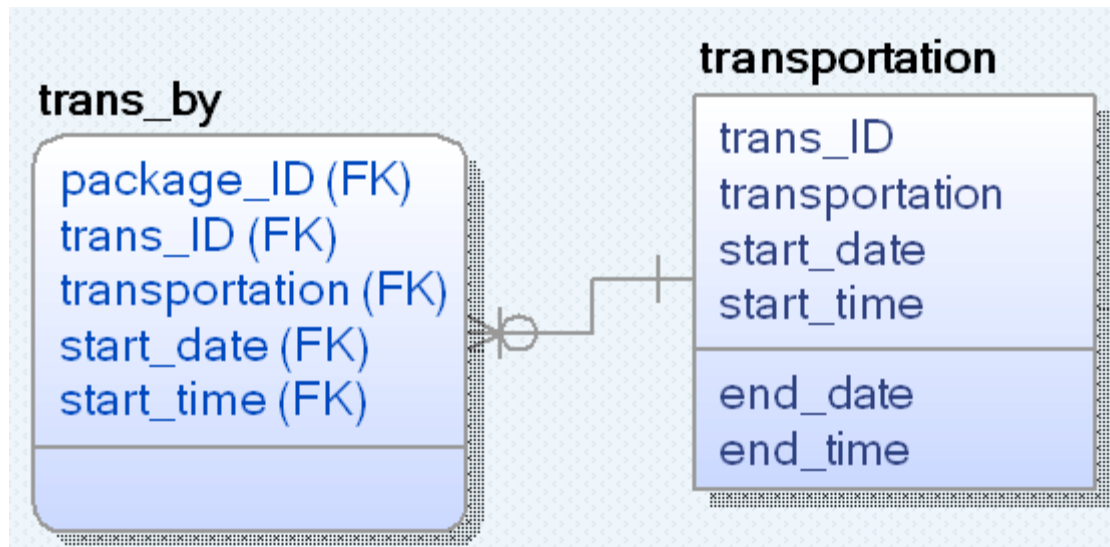 trans_by
package_ID (FK)
trans_ID (FK)
transportation (FK)
start_date (FK)
start_time (FK)
transportation
trans_ID
transportation
start_date
start_time
end_date
end_time